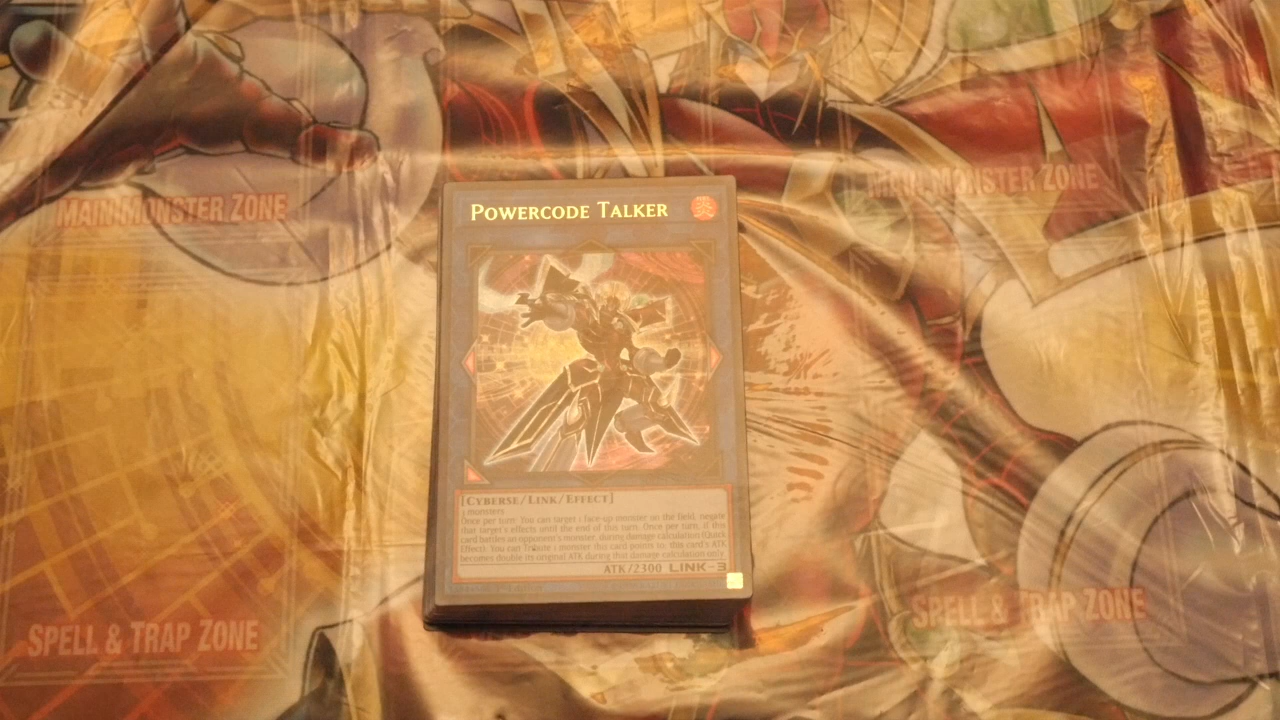 MAIN MONSTER ZONE
MAIN MONSTER ZONE
POWERCODE TALKER
炎
[CYBERSE/LINK/EFFECT]
3 monsters
Once per turn: You can target 1 face-up monster on the field; negate
that target's effects until the end of this turn. Once per turn, if this
card battles an opponent's monster, during damage calculation (Quick
Effect): You can Tribute 1 monster this card points to; this card's ATK
becomes double its original ATK during this damage calculation only.
ATK/2300 LINK-3
SPELL & TRAP ZONE
SPELL & TRAP ZONE